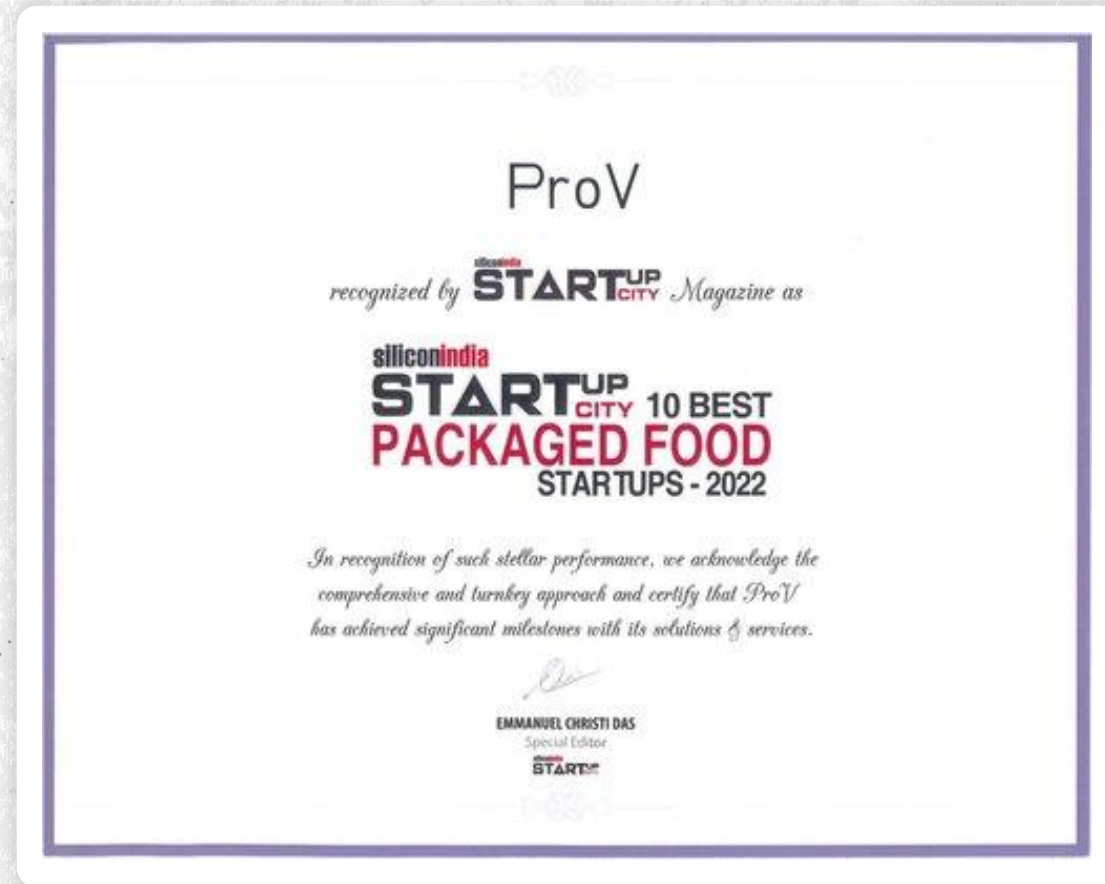 ProV
recognized by siliconindia STARTUP CITY Magazine as
siliconindia
STARTUP CITY 10 BEST
PACKAGED FOOD
STARTUPS - 2022
In recognition of such stellar performance, we acknowledge the
comprehensive and turnkey approach and certify that ProV
has achieved significant milestones with its solutions & services.
EMMANUEL CHRISTI DAS
Special Editor
siliconindia
STARTUP